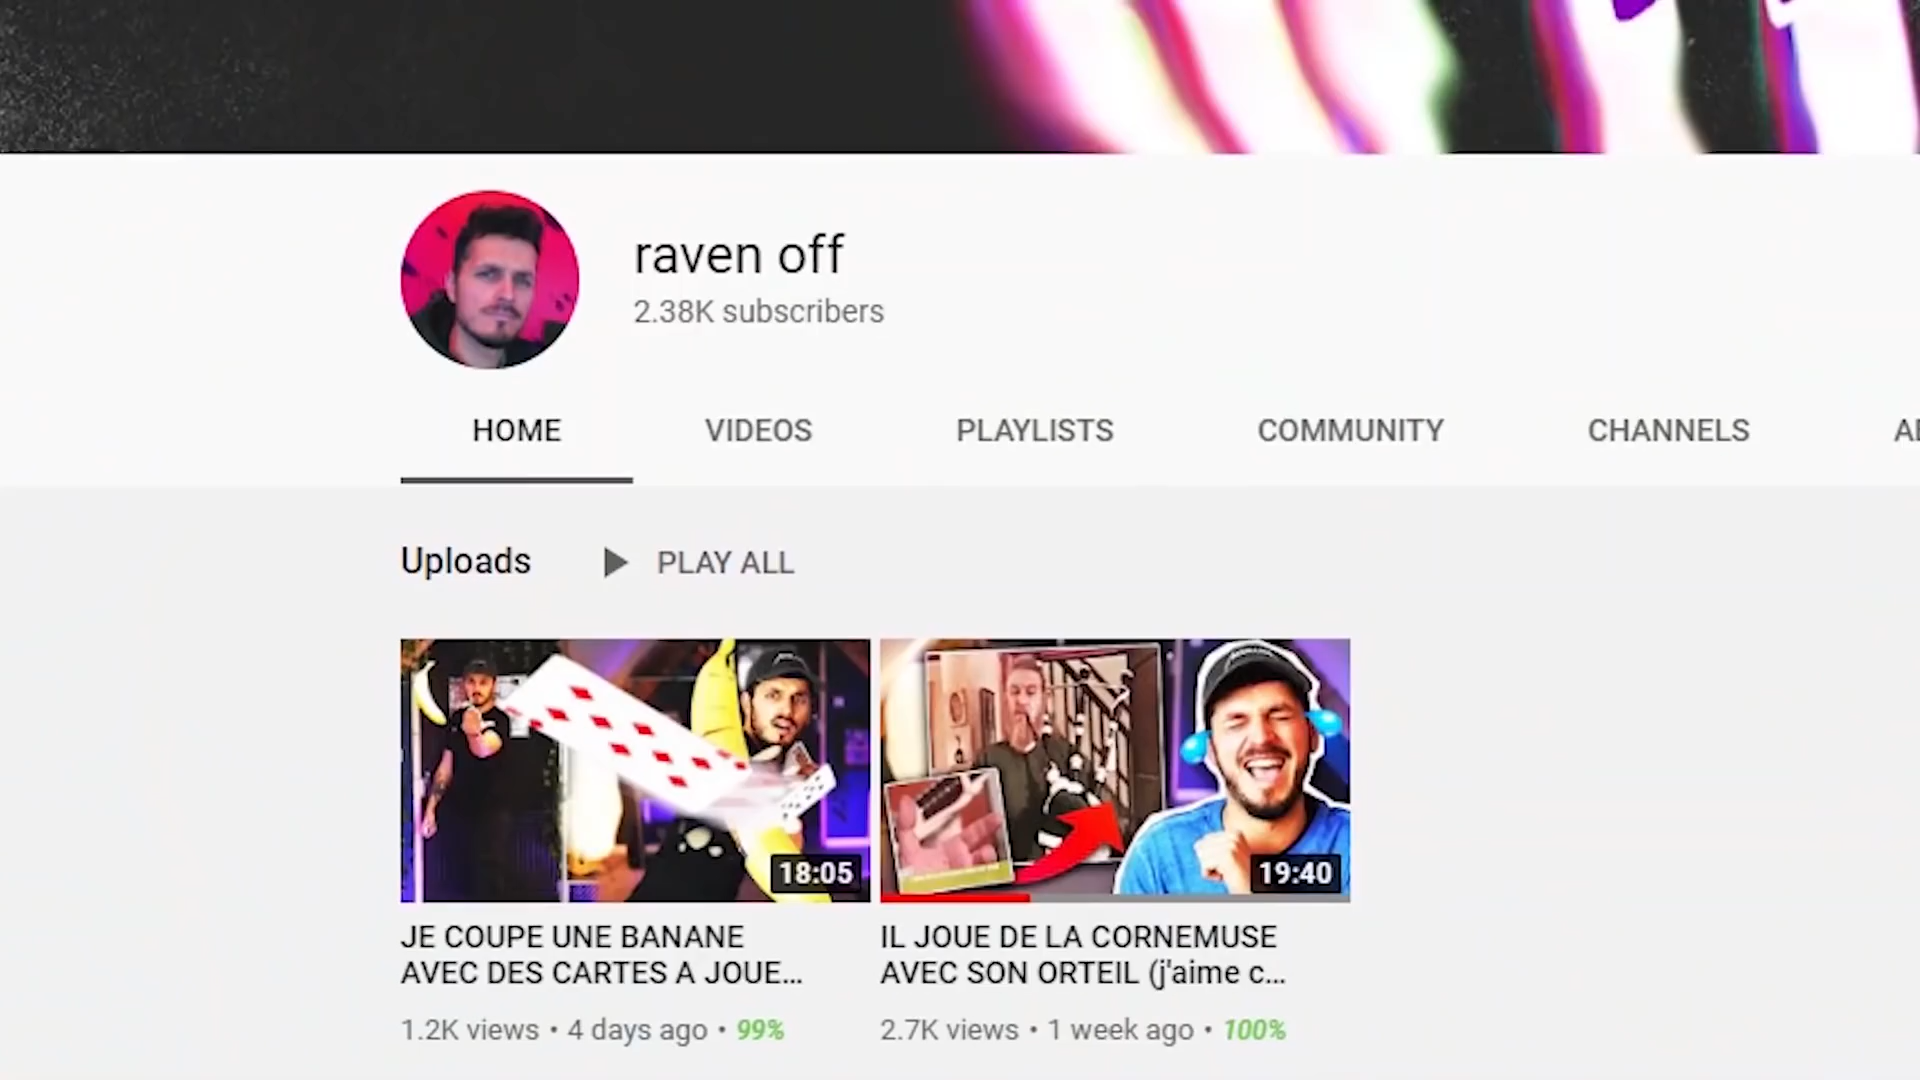 raven off
2.38K subscribers
HOME VIDEOS PLAYLISTS COMMUNITY CHANNELS
Uploads PLAY ALL
18:05
19:40
JE COUPE UNE BANANE
AVEC DES CARTES A JOUE...
1.2K views • 4 days ago • 99%
IL JOUE DE LA CORNEMUSE
AVEC SON ORTEIL (j'aime c...
2.7K views • 1 week ago • 100%